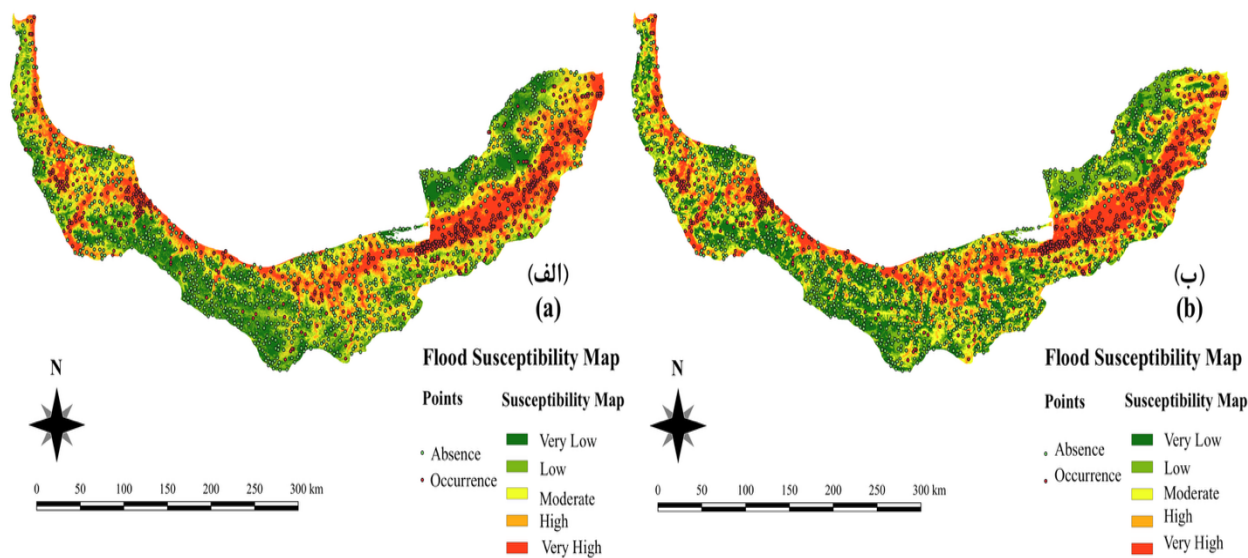 (الف)
(a)
Flood Susceptibility Map
N
Points
Susceptibility Map
Absence
Occurrence
Very Low
Low
Moderate
High
Very High
0 50 100 150 200 250 300 km
(ب)
(b)
Flood Susceptibility Map
N
Points
Susceptibility Map
Absence
Occurrence
Very Low
Low
Moderate
High
Very High
0 50 100 150 200 250 300 km